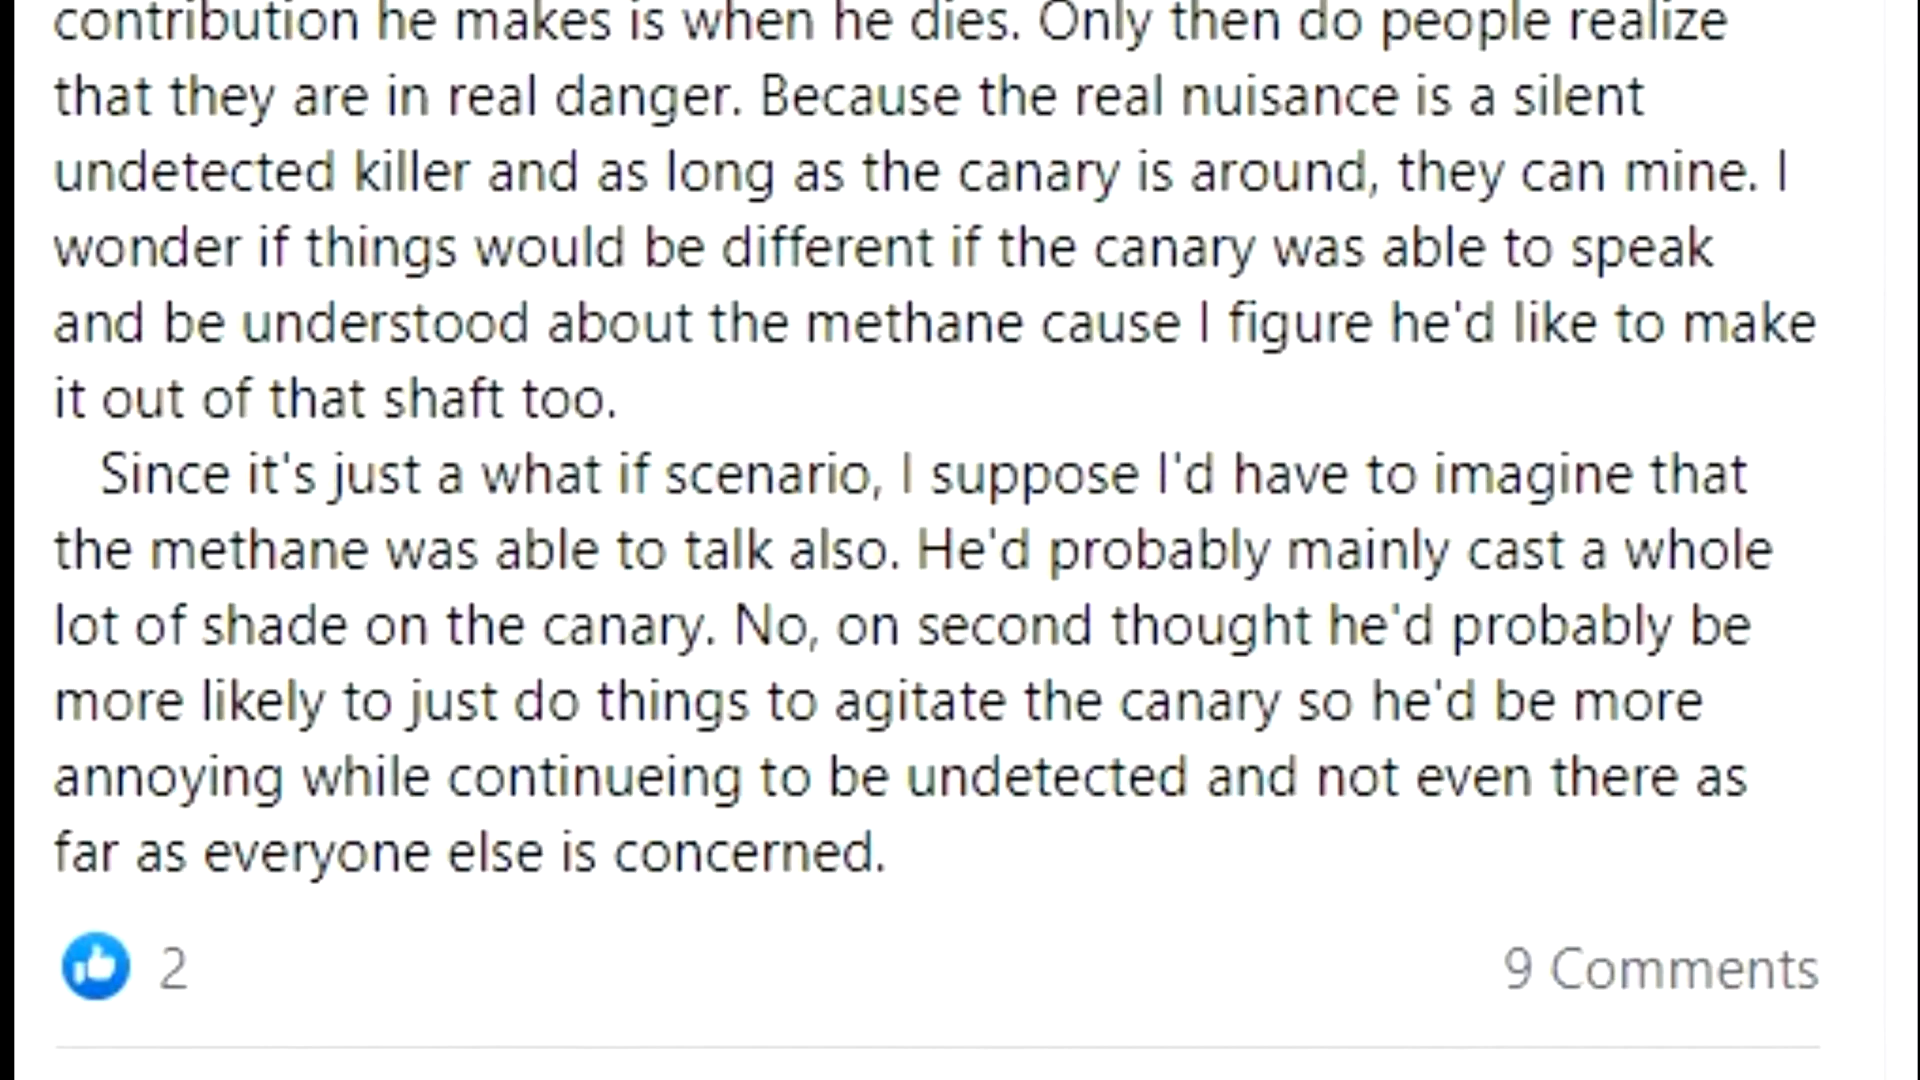 contribution he makes is when he dies. Only then do people realize
that they are in real danger. Because the real nuisance is a silent
undetected killer and as long as the canary is around, they can mine. I
wonder if things would be different if the canary was able to speak
and be understood about the methane cause I figure he'd like to make
it out of that shaft too.
Since it's just a what if scenario, I suppose I'd have to imagine that
the methane was able to talk also. He'd probably mainly cast a whole
lot of shade on the canary. No, on second thought he'd probably be
more likely to just do things to agitate the canary so he'd be more
annoying while continueing to be undetected and not even there as
far as everyone else is concerned.
2
9 Comments